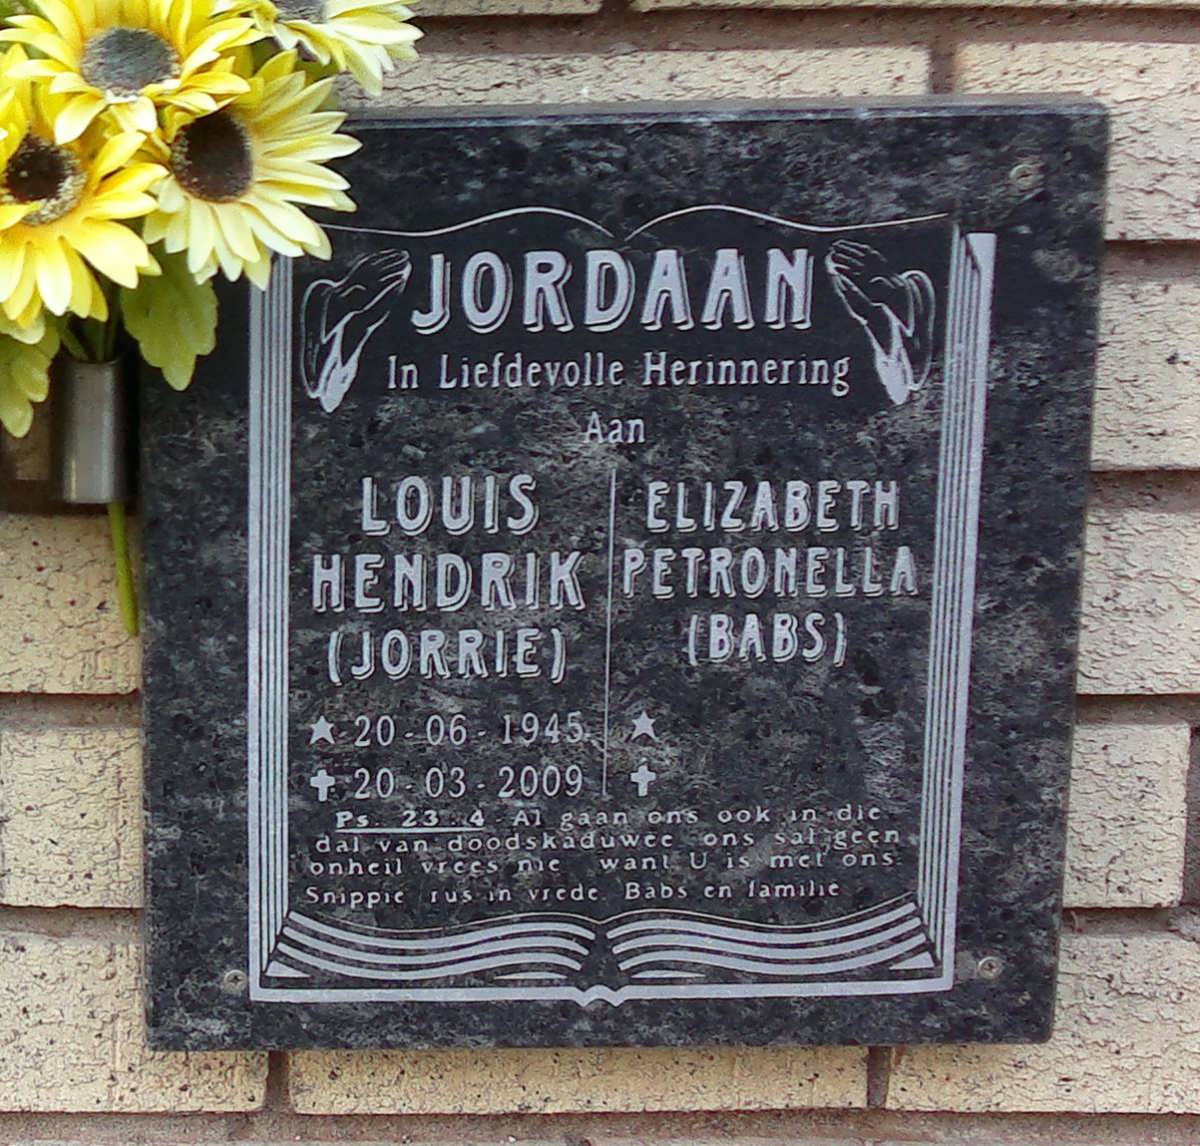 JORDAAN
In Liefdevolle Herinnering
Aan
LOUIS
HENDRIK
(JORRIE)
★ 20 - 06 - 1945
✝ 20 - 03 - 2009
ELIZABETH
PETRONELLA
(BABS)
★
✝
Ps. 23 : 4 Al gaan ons ook in die
dal van doodskaduwee ons sal geen
onheil vrees nie want U is met ons.
Snippie rus in vrede. Babs en familie